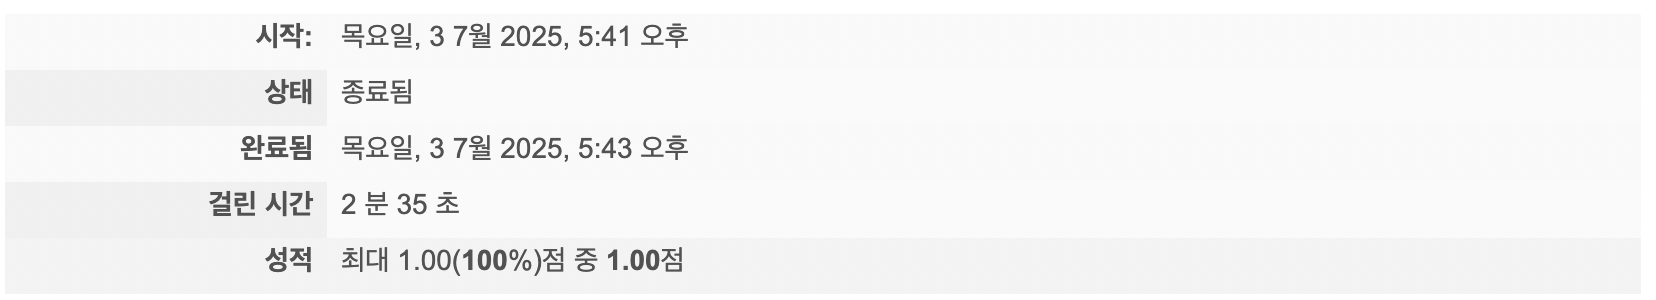 시작: 목요일, 3 7월 2025, 5:41 오후
상태 종료됨
완료됨 목요일, 3 7월 2025, 5:43 오후
걸린 시간 2 분 35 초
성적 최대 1.00(100%)점 중 1.00점